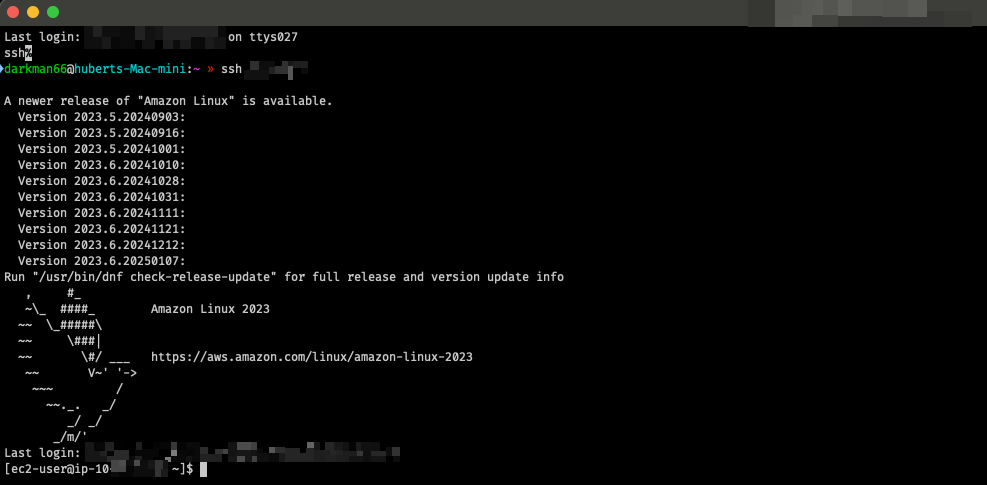 Last login: on ttys027
ssh%
darkman66@huberts-Mac-mini:~ » ssh
A newer release of "Amazon Linux" is available.
  Version 2023.5.20240903:
  Version 2023.5.20240916:
  Version 2023.5.20241001:
  Version 2023.6.20241010:
  Version 2023.6.20241028:
  Version 2023.6.20241031:
  Version 2023.6.20241111:
  Version 2023.6.20241121:
  Version 2023.6.20241212:
  Version 2023.6.20250107:
Run "/usr/bin/dnf check-release-update" for full release and version update info
   ,     #_
   ~\_  ####_        Amazon Linux 2023
  ~~  \_#####\
  ~~     \###|
  ~~       \#/ ___   https://aws.amazon.com/linux/amazon-linux-2023
   ~~       V~' '->
    ~~~         /
      ~~._.   _/
         _/ _/
       _/m/'
Last login:
[ec2-user@ip-10- ~]$